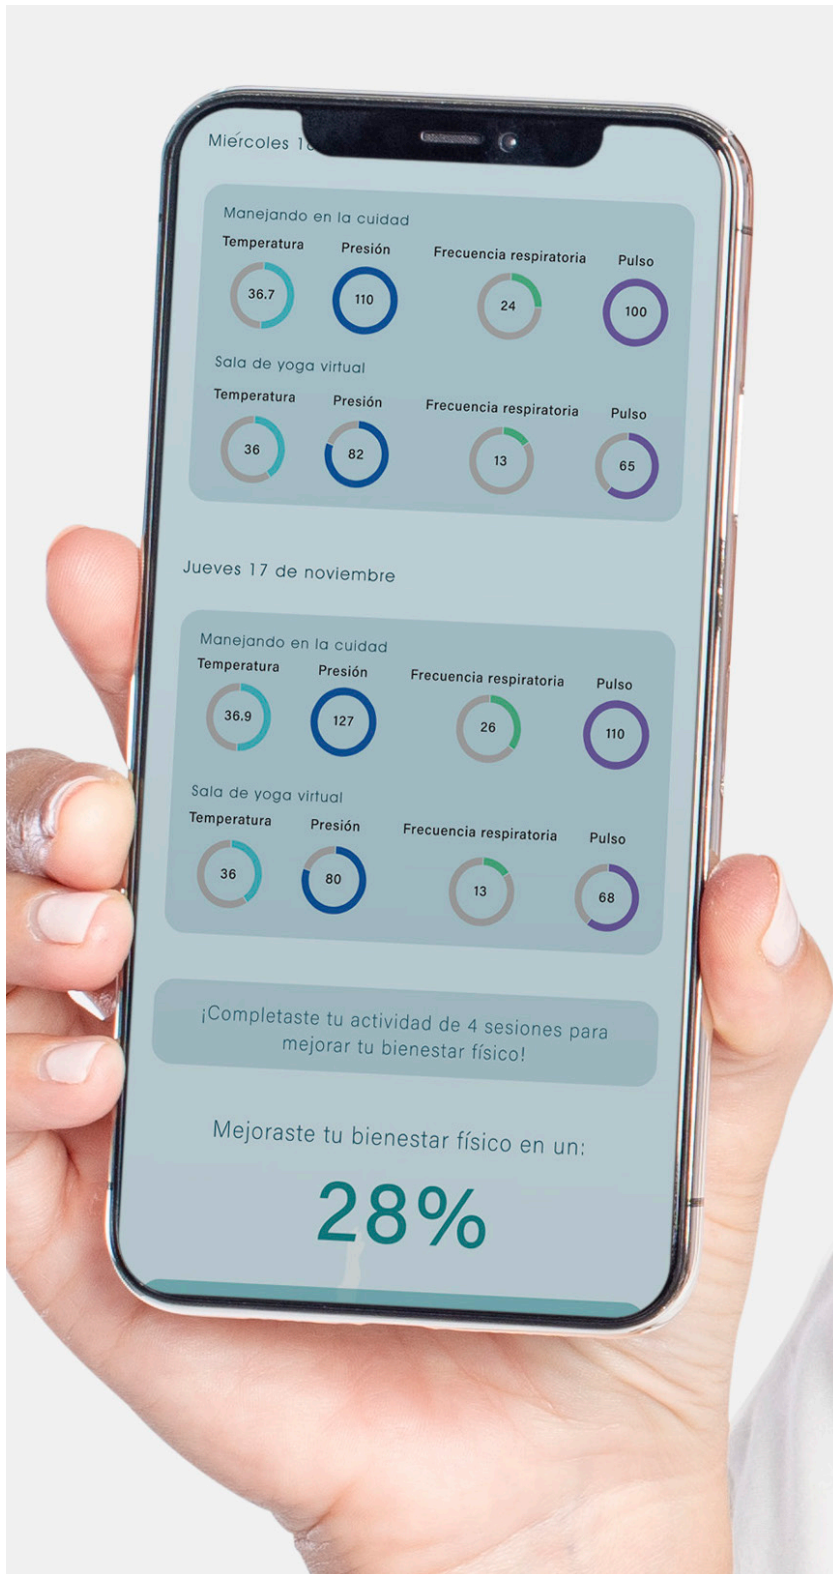 Miércoles
Manejando en la cuidad
Temperatura Presión Frecuencia respiratoria Pulso
36.7 110 24 100
Sala de yoga virtual
Temperatura Presión Frecuencia respiratoria Pulso
36 82 13 65
Jueves 17 de noviembre
Manejando en la cuidad
Temperatura Presión Frecuencia respiratoria Pulso
36.9 127 26 110
Sala de yoga virtual
Temperatura Presión Frecuencia respiratoria Pulso
36 80 13 68
¡Completaste tu actividad de 4 sesiones para
mejorar tu bienestar físico!
Mejoraste tu bienestar físico en un:
28%